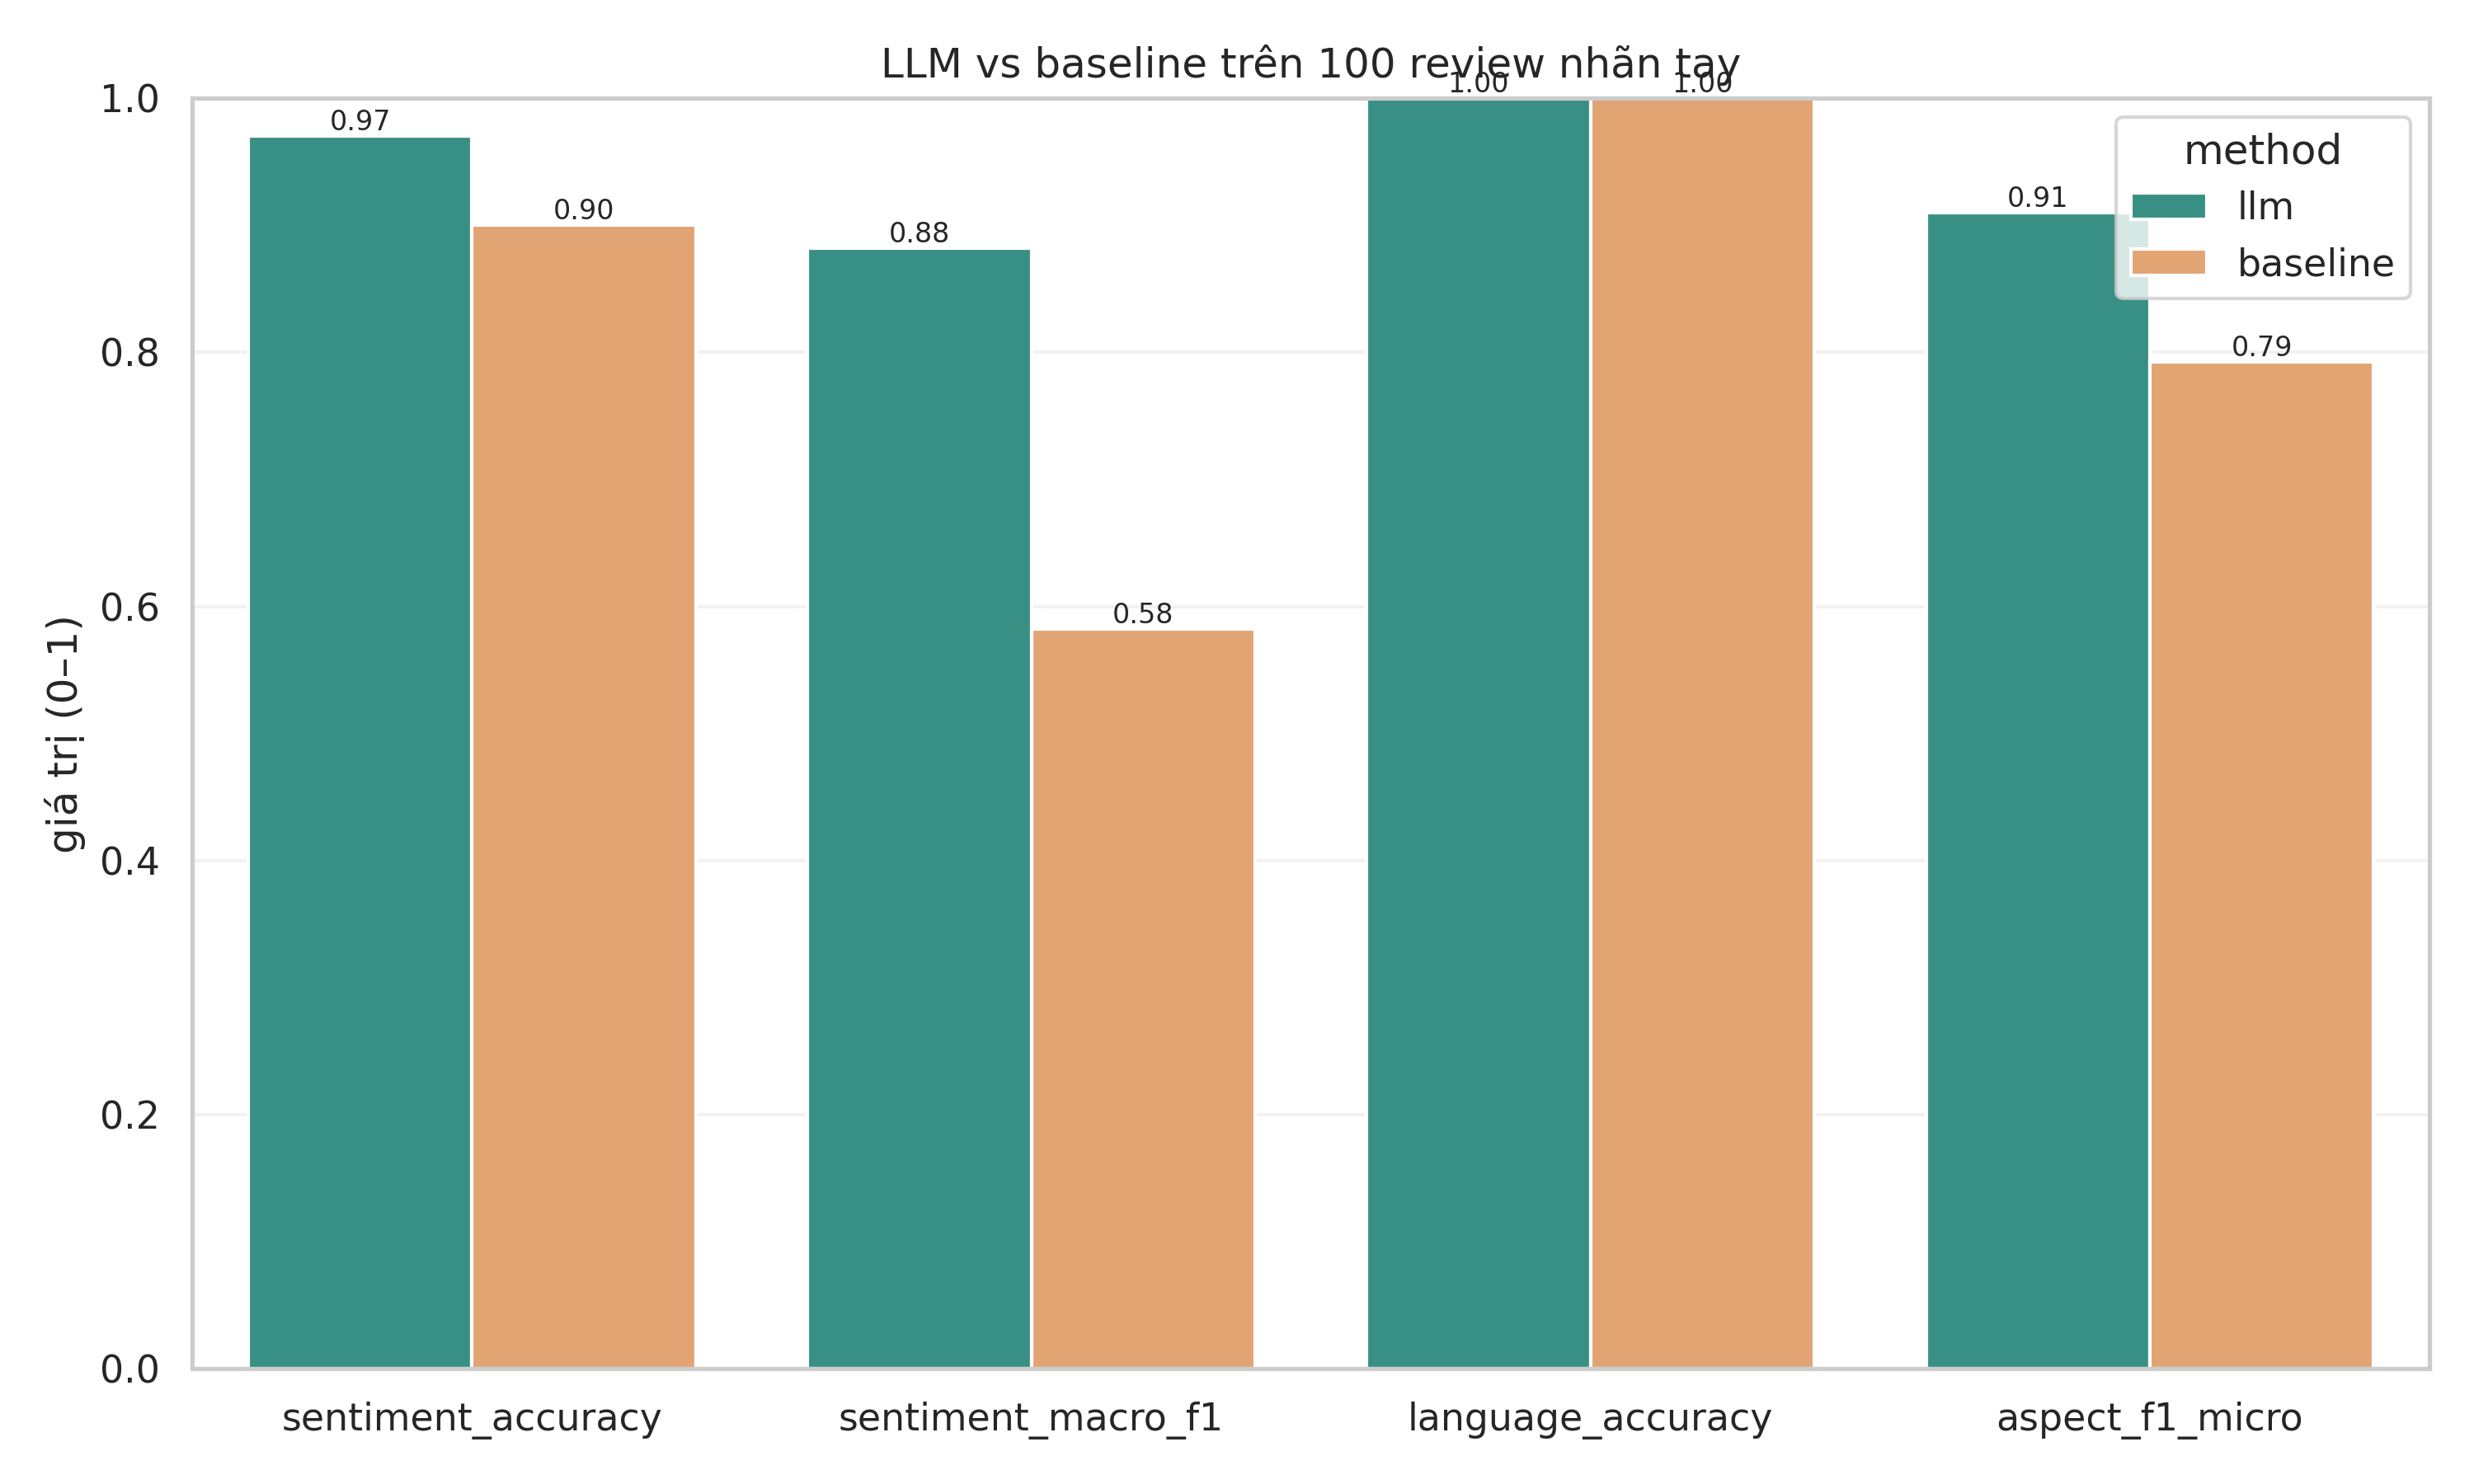 LLM vs baseline trên 100 review nhãn tay
1.0
0.8
0.6
0.4
0.2
0.0
giá trị (0–1)
0.97
0.90
0.88
0.58
1.00
1.00
0.91
0.79
method
llm
baseline
sentiment_accuracy
sentiment_macro_f1
language_accuracy
aspect_f1_micro